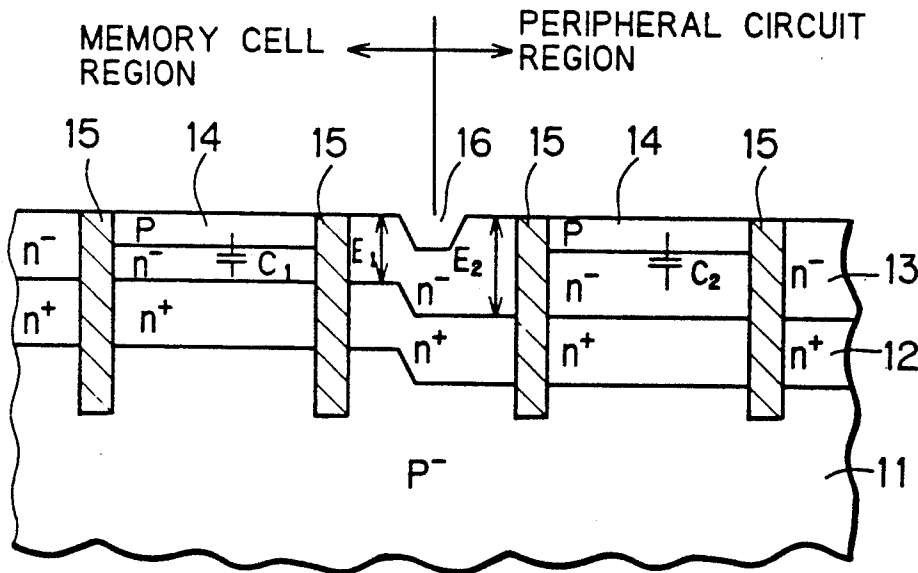 MEMORY CELL
REGION
PERIPHERAL CIRCUIT
REGION
15 14 15 16 15 14 15
P E₁ E₂ P
n⁻ n⁻ C₁ n⁻ n⁻ C₂ n⁻ 13
n⁺ n⁺ n⁺ n⁺ n⁺ 12
P⁻ 11